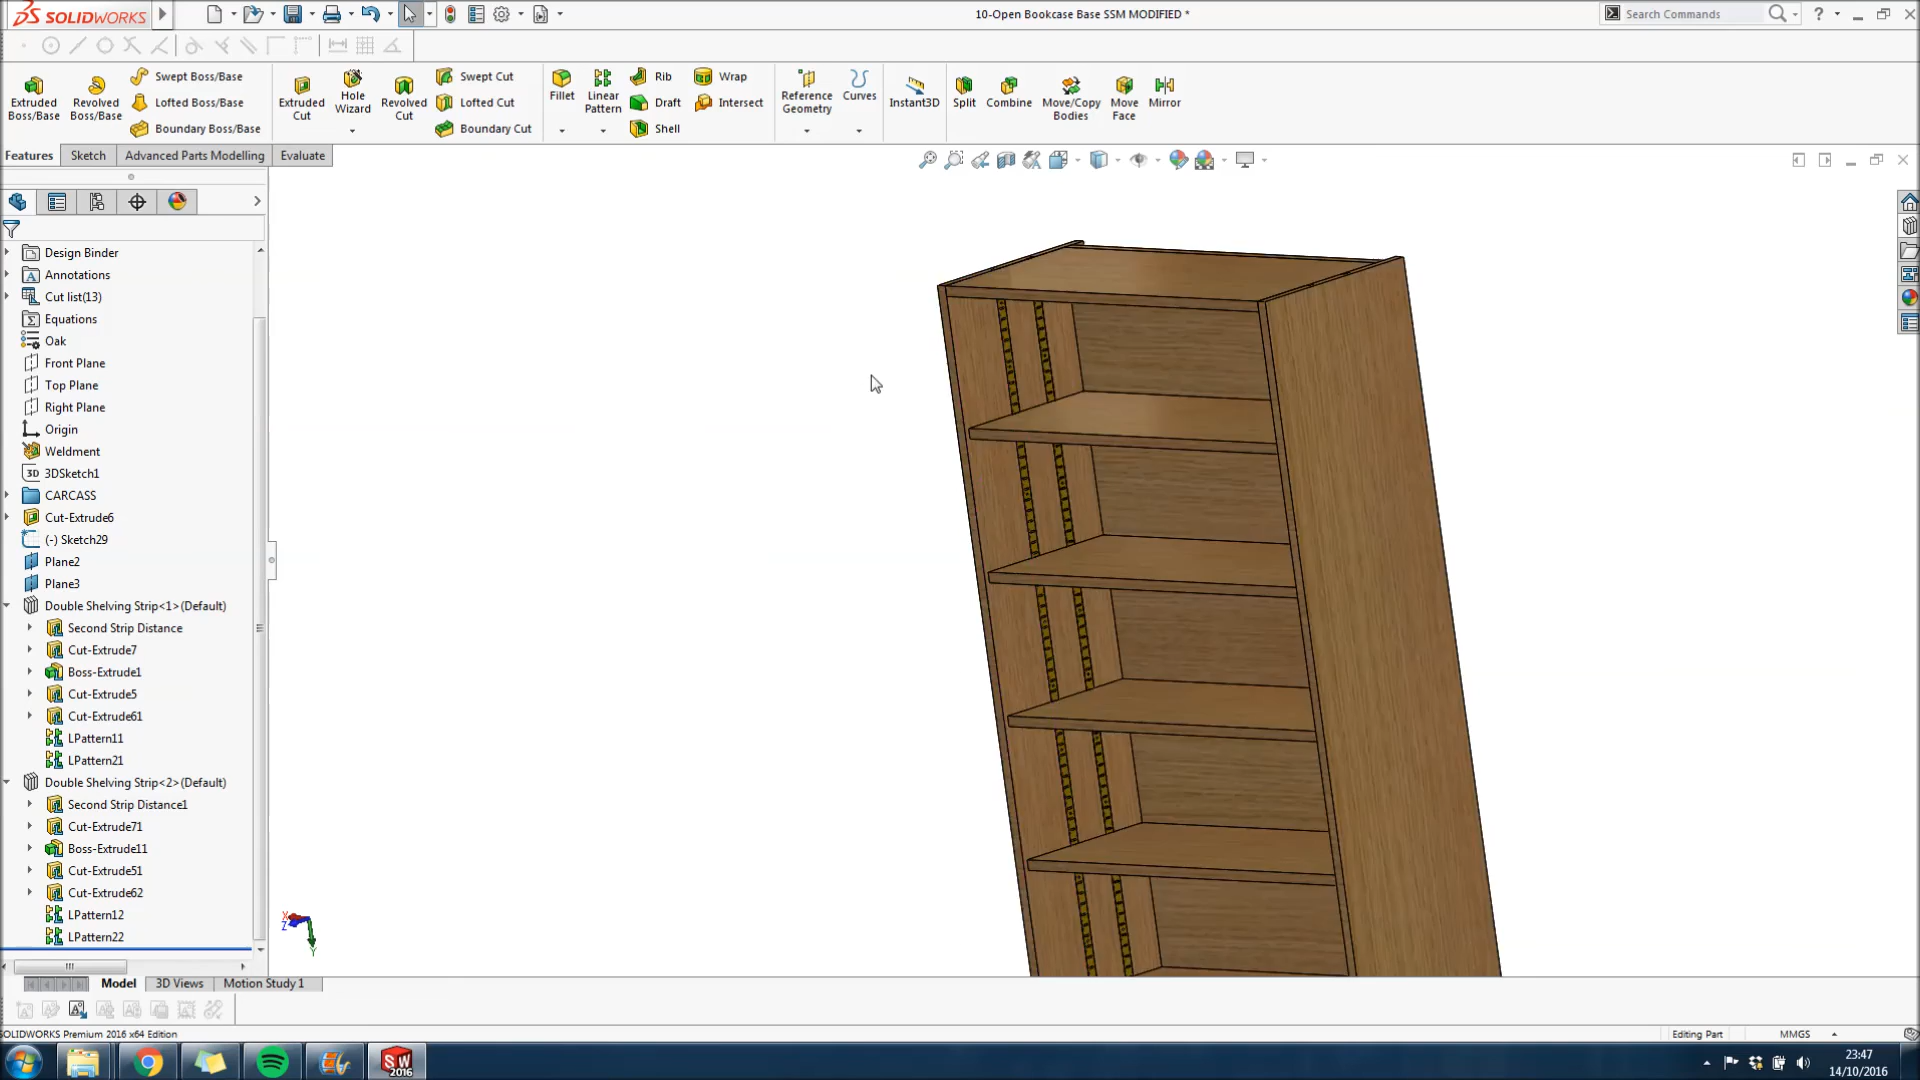 SOLIDWORKS
10-Open Bookcase Base SSM MODIFIED *
Search Commands
Extruded Boss/Base
Revolved Boss/Base
Swept Boss/Base
Lofted Boss/Base
Boundary Boss/Base
Extruded Cut
Hole Wizard
Revolved Cut
Swept Cut
Lofted Cut
Boundary Cut
Fillet
Linear Pattern
Rib
Draft
Shell
Wrap
Intersect
Reference Geometry
Curves
Instant3D
Split
Combine
Move/Copy Bodies
Move Face
Mirror
Features
Sketch
Advanced Parts Modelling
Evaluate
Design Binder
Annotations
Cut list(13)
Equations
Oak
Front Plane
Top Plane
Right Plane
Origin
Weldment
3D 3DSketch1
CARCASS
Cut-Extrude6
(-) Sketch29
Plane2
Plane3
Double Shelving Strip<1> (Default)
Second Strip Distance
Cut-Extrude7
Boss-Extrude1
Cut-Extrude5
Cut-Extrude61
LPattern11
LPattern21
Double Shelving Strip<2> (Default)
Second Strip Distance1
Cut-Extrude71
Boss-Extrude11
Cut-Extrude51
Cut-Extrude62
LPattern12
LPattern22
X
Z
Y
Model
3D Views
Motion Study 1
SOLIDWORKS Premium 2016 x64 Edition
Editing Part
MMGS
SW
2016
23:47
14/10/2016